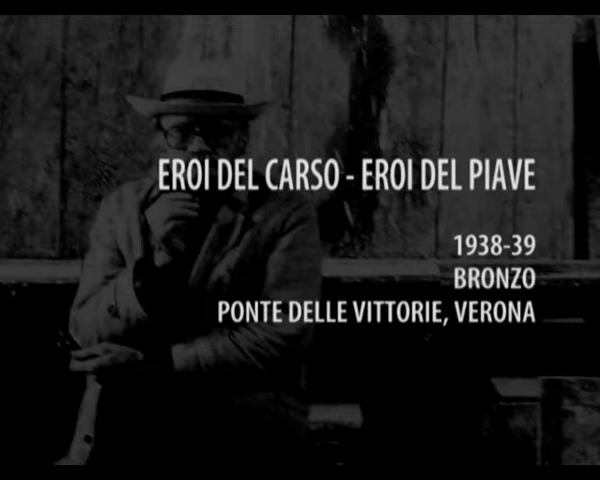 EROI DEL CARSO - EROI DEL PIAVE
1938-39
BRONZO
PONTE DELLE VITTORIE, VERONA